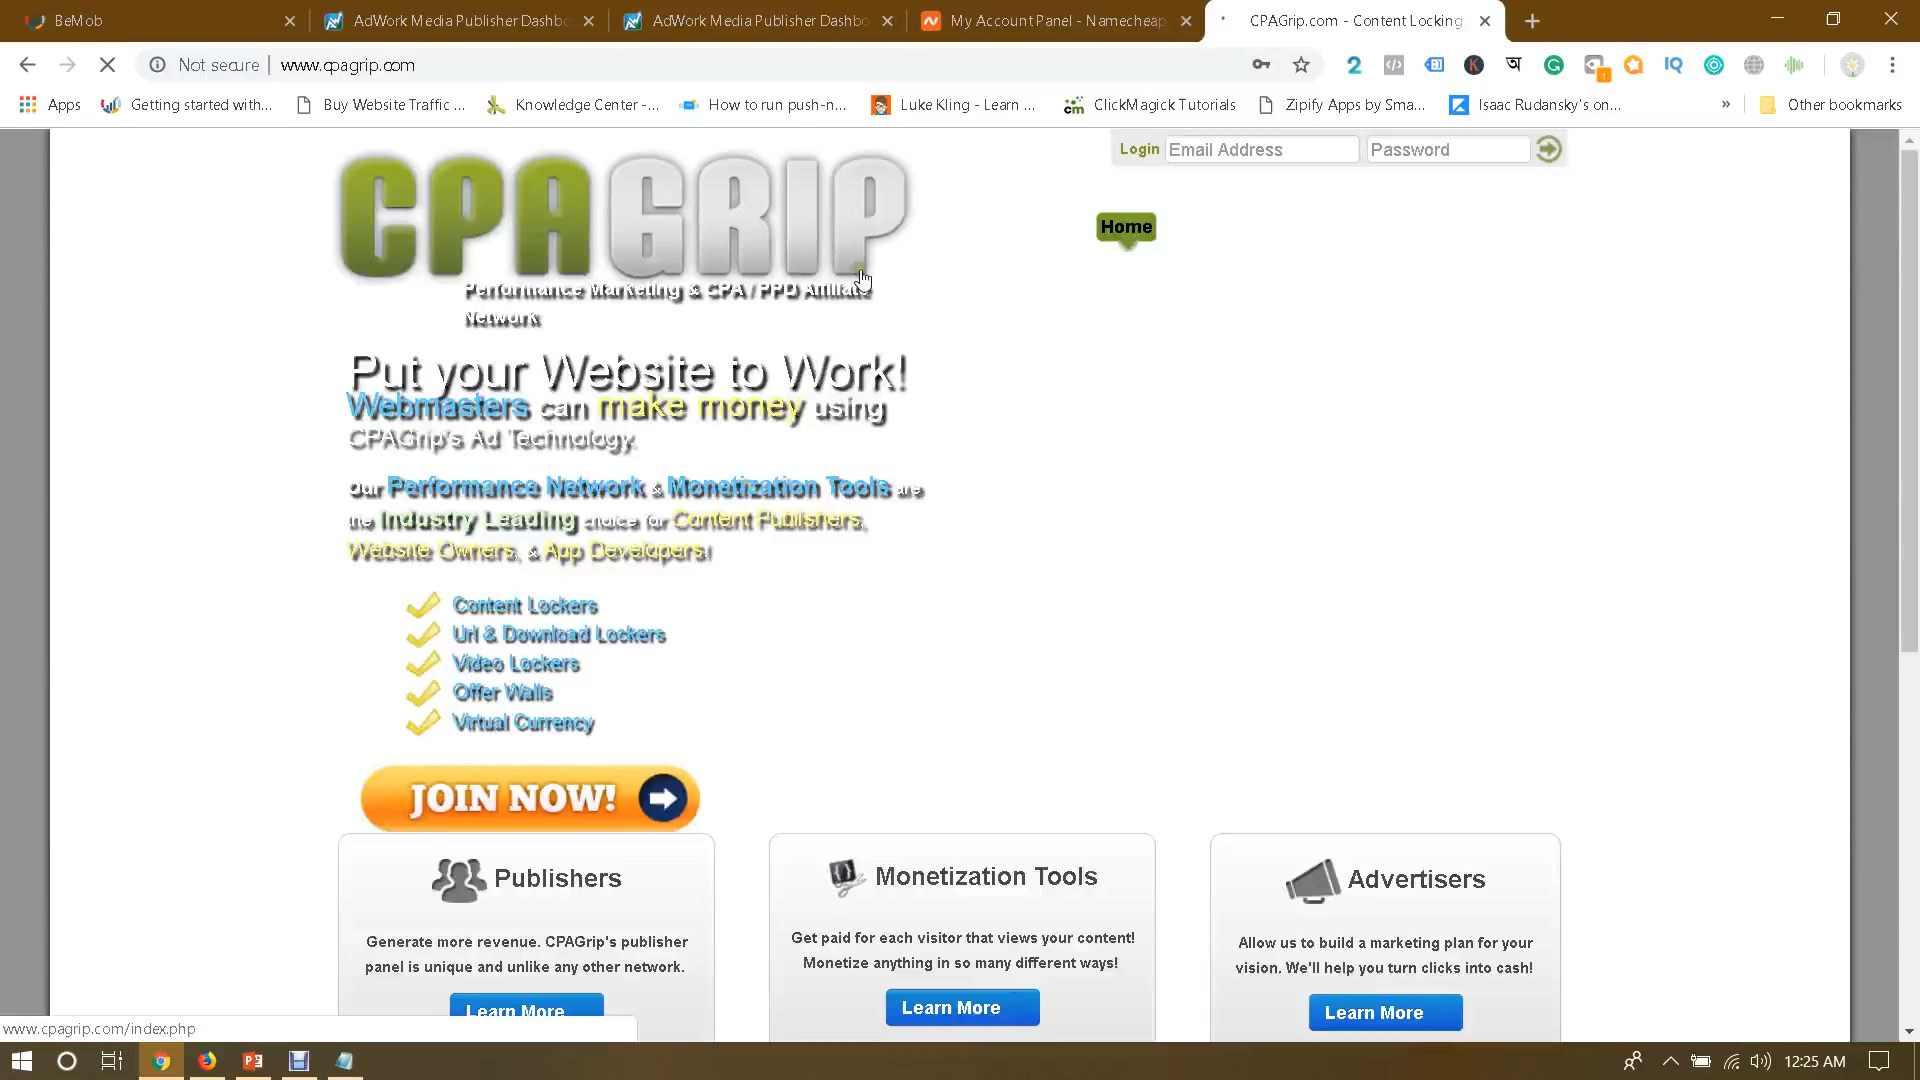 BeMob
AdWork Media Publisher Dashbo
AdWork Media Publisher Dashbo
My Account Panel - Namecheap
CPAGrip.com - Content Locking
Not secure
www.cpagrip.com
Apps
Getting started with...
Buy Website Traffic ...
Knowledge Center -...
How to run push-n...
Luke Kling - Learn ...
ClickMagick Tutorials
Zipify Apps by Sma...
Isaac Rudansky's on...
»
Other bookmarks
Login
Email Address
Password
CPAGRIP
Home
Performance Marketing & CPA / PPD Affiliate
Network
Put your Website to Work!
Webmasters can make money using
CPAGrip's Ad Technology.
Our Performance Network & Monetization Tools are
the Industry Leading choice for Content Publishers,
Website Owners, & App Developers!
Content Lockers
Url & Download Lockers
Video Lockers
Offer Walls
Virtual Currency
JOIN NOW!
Publishers
Generate more revenue. CPAGrip's publisher
panel is unique and unlike any other network.
Learn More
Monetization Tools
Get paid for each visitor that views your content!
Monetize anything in so many different ways!
Learn More
Advertisers
Allow us to build a marketing plan for your
vision. We'll help you turn clicks into cash!
Learn More
www.cpagrip.com/index.php
12:25 AM